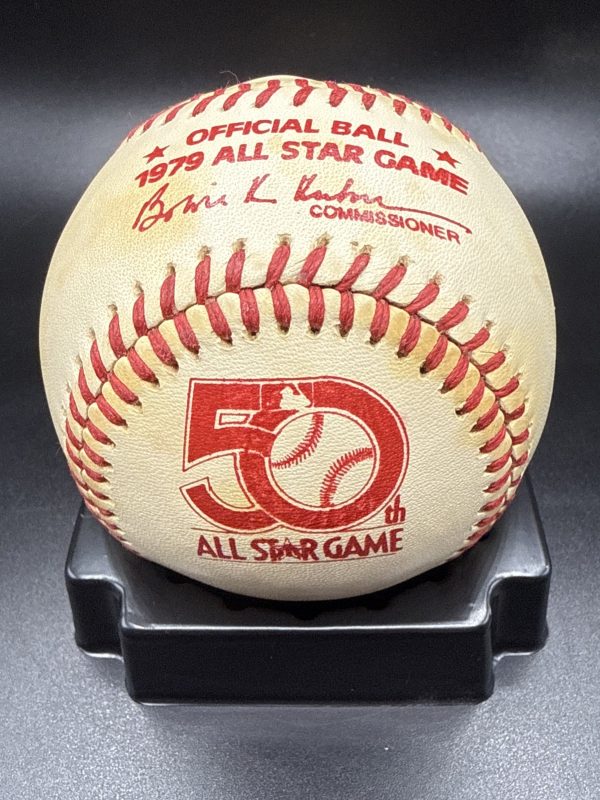 OFFICIAL BALL
★ 1979 ALL STAR GAME ★
Bowie K Kuhn
COMMISSIONER
50th
ALL STAR GAME